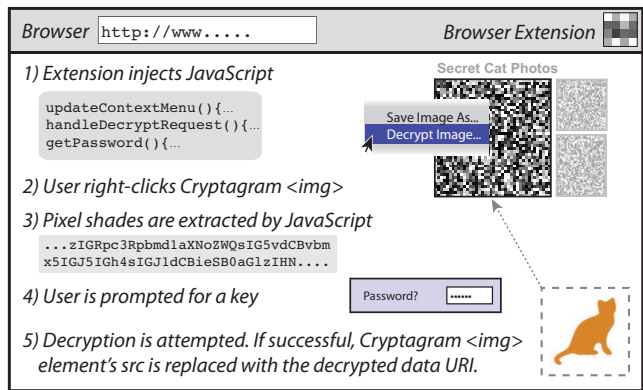 Browser http://www..... Browser Extension
1) Extension injects JavaScript
Secret Cat Photos
updateContextMenu(){...
handleDecryptRequest(){...
getPassword(){...
Save Image As...
Decrypt Image...
2) User right-clicks Cryptagram <img>
3) Pixel shades are extracted by JavaScript
...zIGRpc3Rpbmd1aXNoZWQsIG5vdCBvbm
x5IGJ5IGh4sIGJ1dCBieSB0aGlzIHN....
4) User is prompted for a key
Password? ••••••
5) Decryption is attempted. If successful, Cryptagram <img>
element's src is replaced with the decrypted data URI.